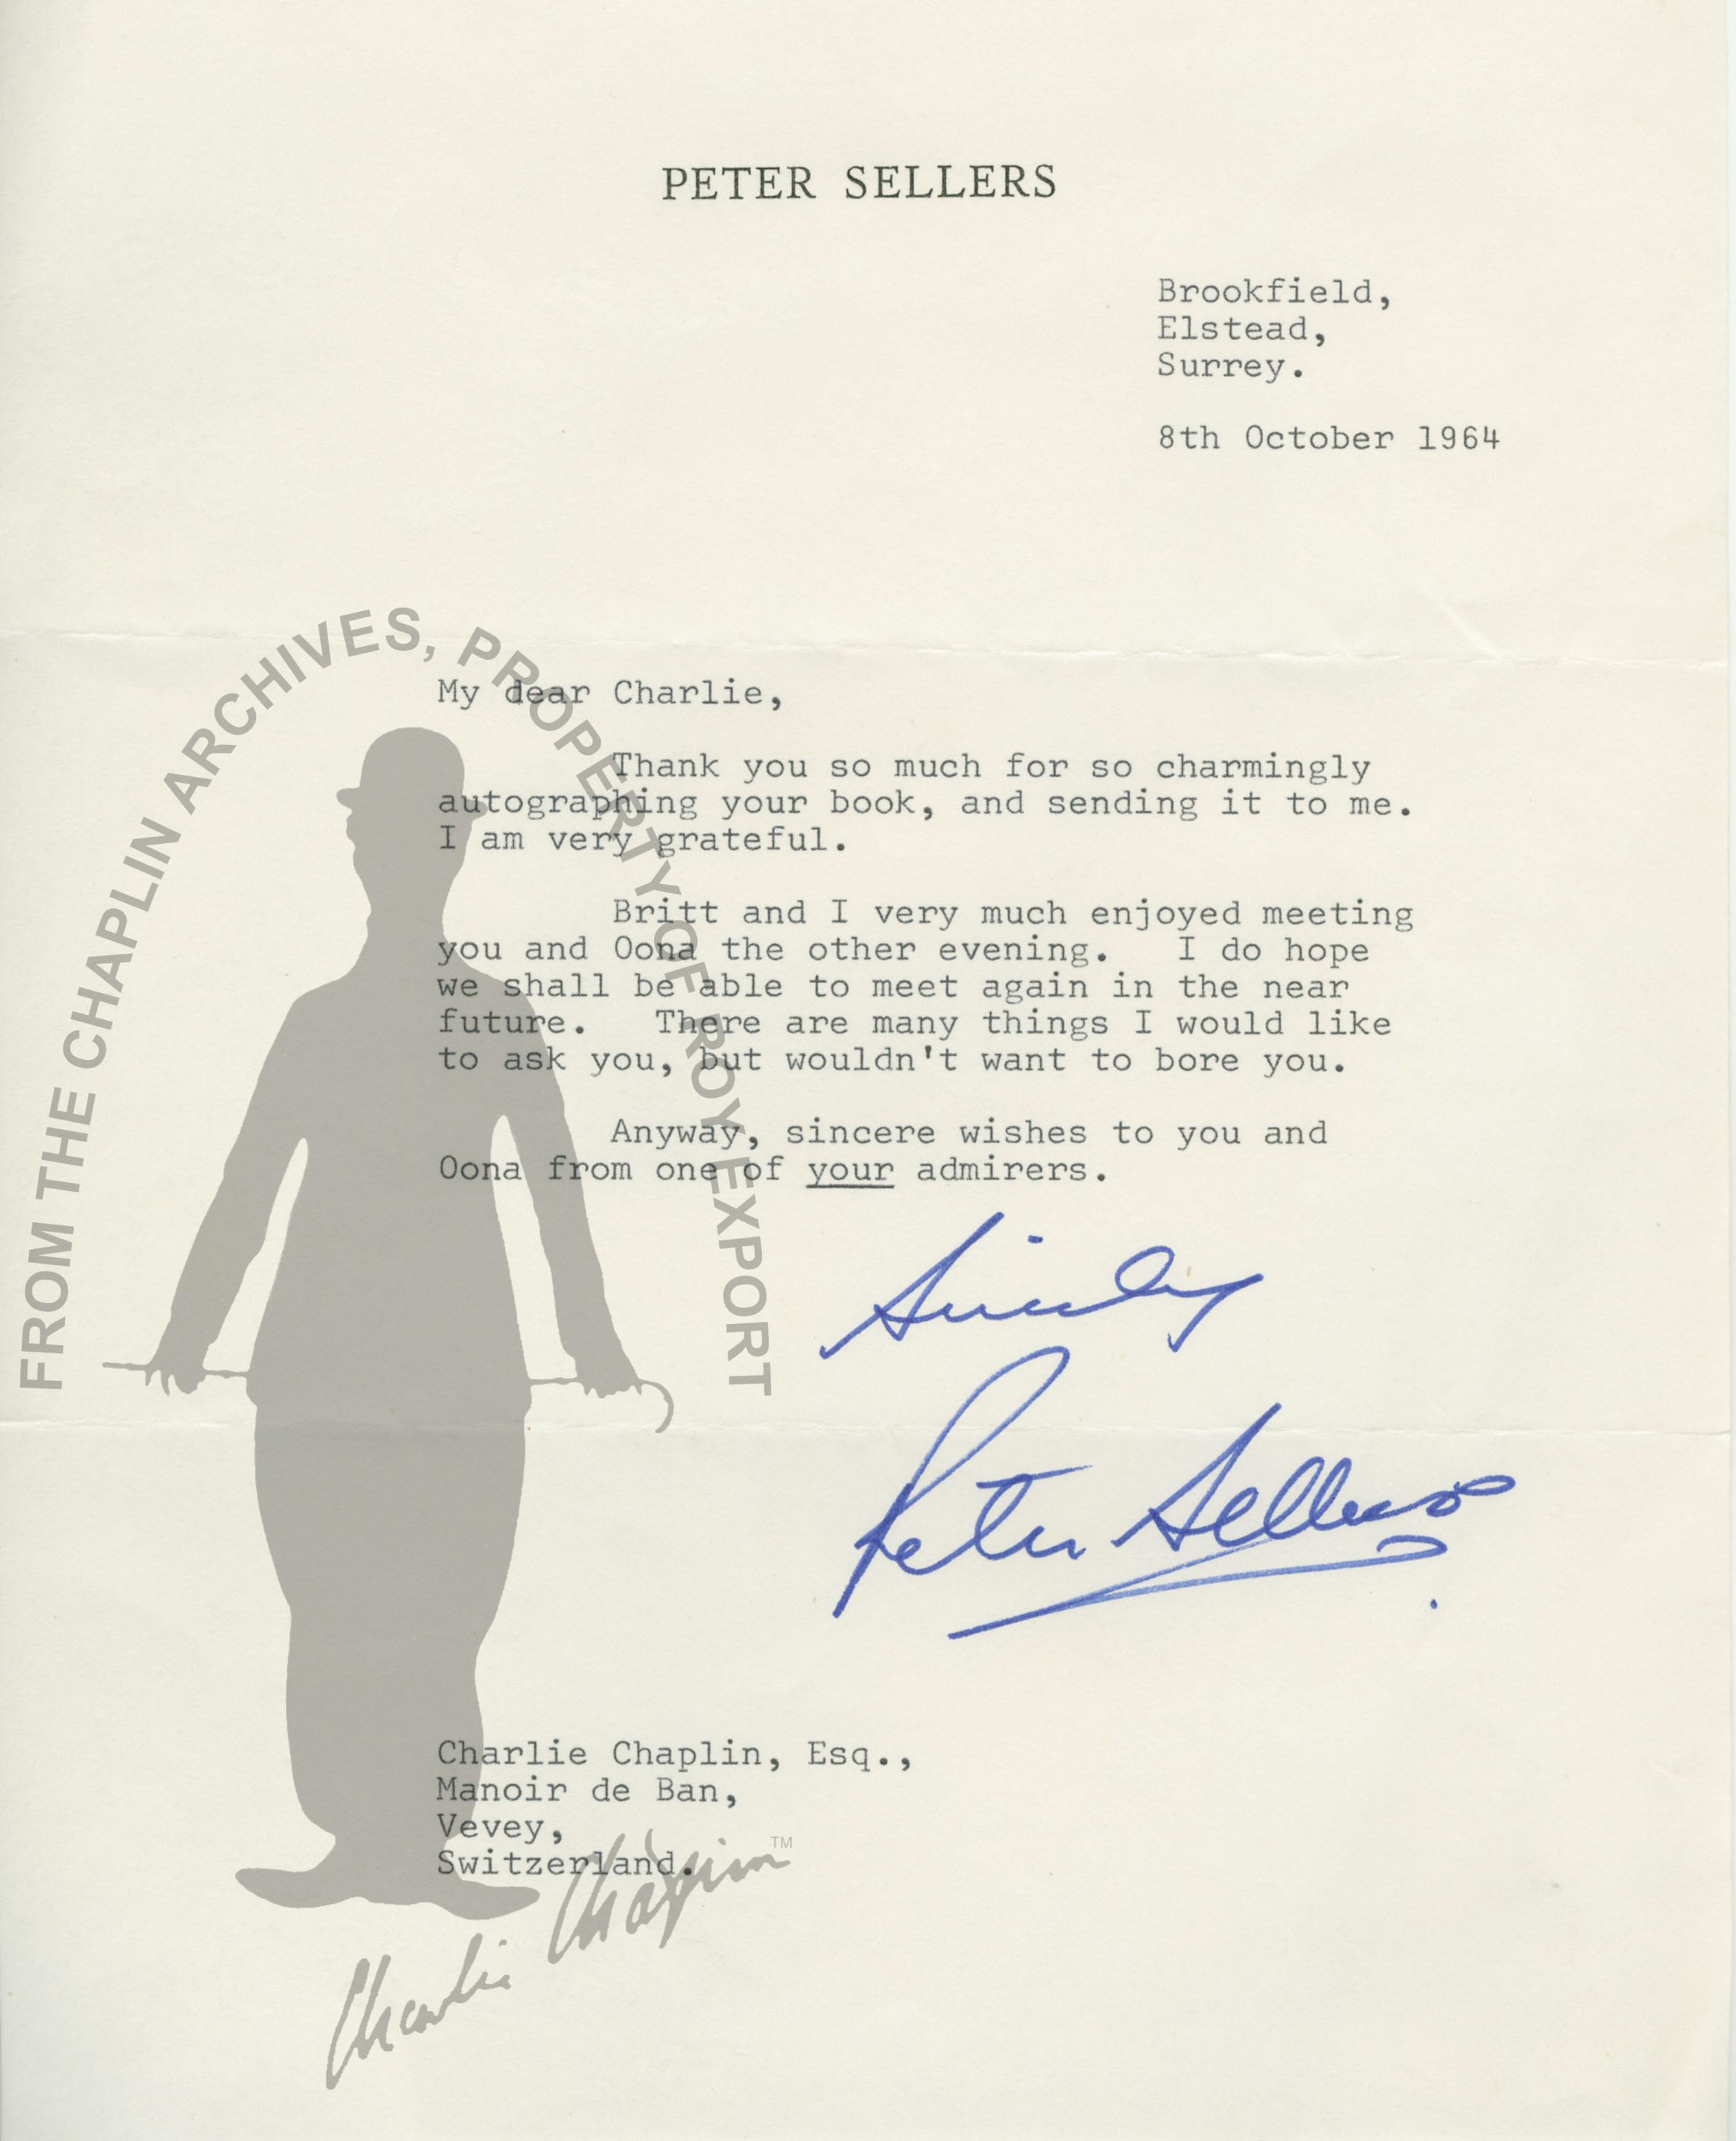 PETER SELLERS
Brookfield,
Elstead,
Surrey.
8th October 1964
My dear Charlie,
Thank you so much for so charmingly
autographing your book, and sending it to me.
I am very grateful.
Britt and I very much enjoyed meeting
you and Oona the other evening. I do hope
we shall be able to meet again in the near
future. There are many things I would like
to ask you, but wouldn't want to bore you.
Anyway, sincere wishes to you and
Oona from one of your admirers.
Sincerely
Peter Sellers
Charlie Chaplin, Esq.,
Manoir de Ban,
Vevey,
Switzerland.
FROM THE CHAPLIN ARCHIVES, PROPERTY OF ROY EXPORT
Charlie Chaplin TM